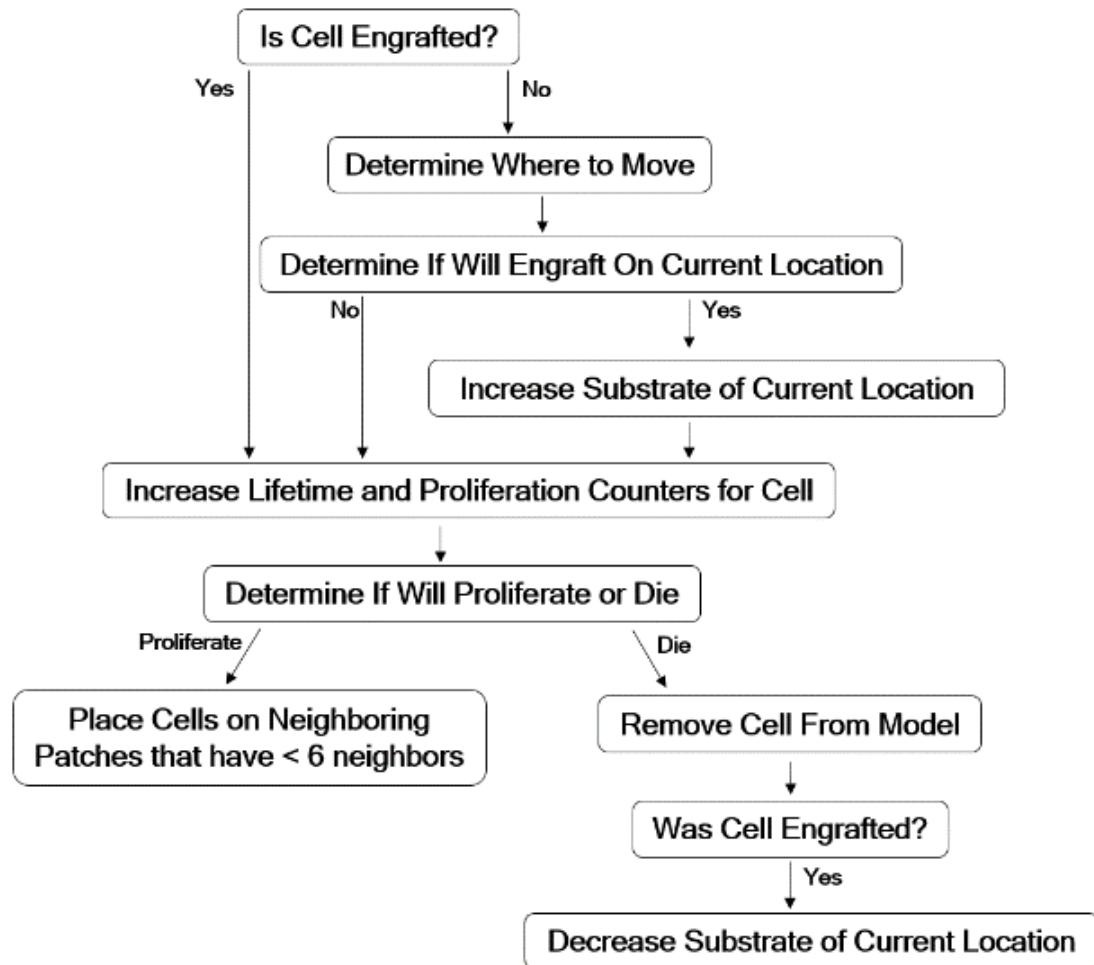 Is Cell Engrafted?
Yes
No
Determine Where to Move
Determine If Will Engraft On Current Location
No
Yes
Increase Substrate of Current Location
Increase Lifetime and Proliferation Counters for Cell
Determine If Will Proliferate or Die
Proliferate
Die
Place Cells on Neighboring
Patches that have < 6 neighbors
Remove Cell From Model
Was Cell Engrafted?
Yes
Decrease Substrate of Current Location